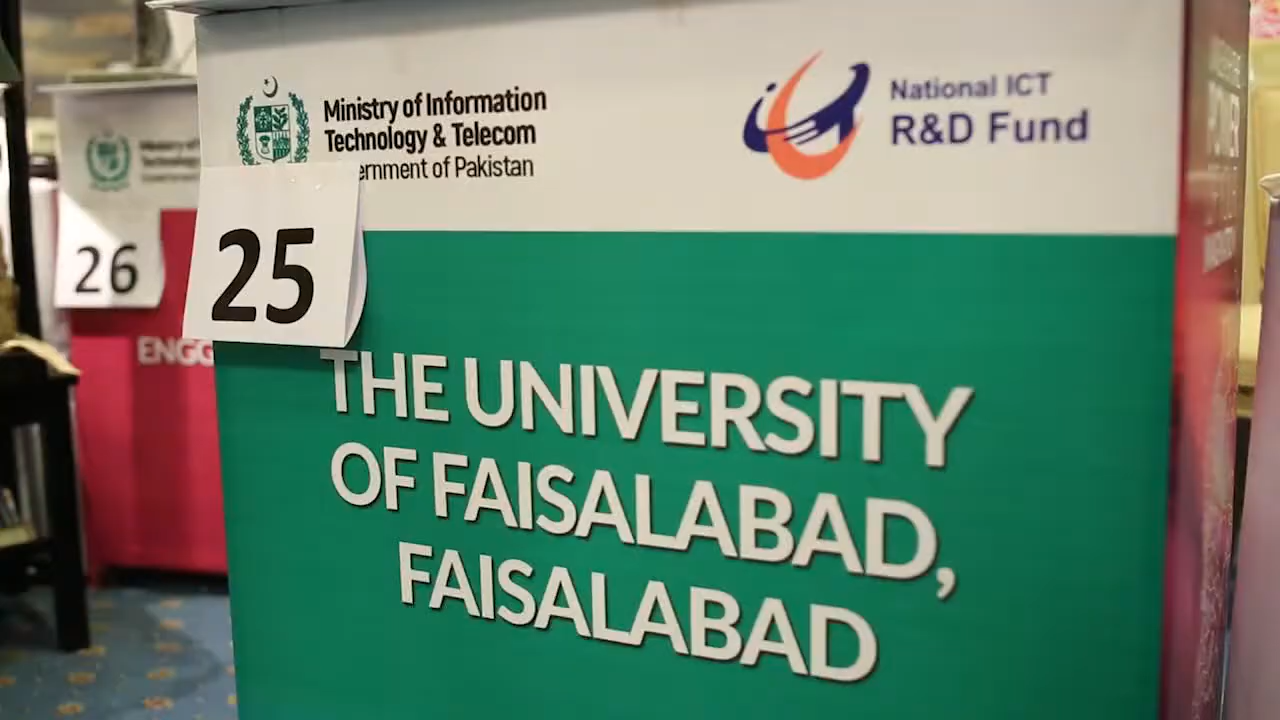 Ministry of Information
Technology & Telecom
ernment of Pakistan
National ICT
R&D Fund
25
THE UNIVERSITY
OF FAISALABAD,
FAISALABAD
26
ENGG